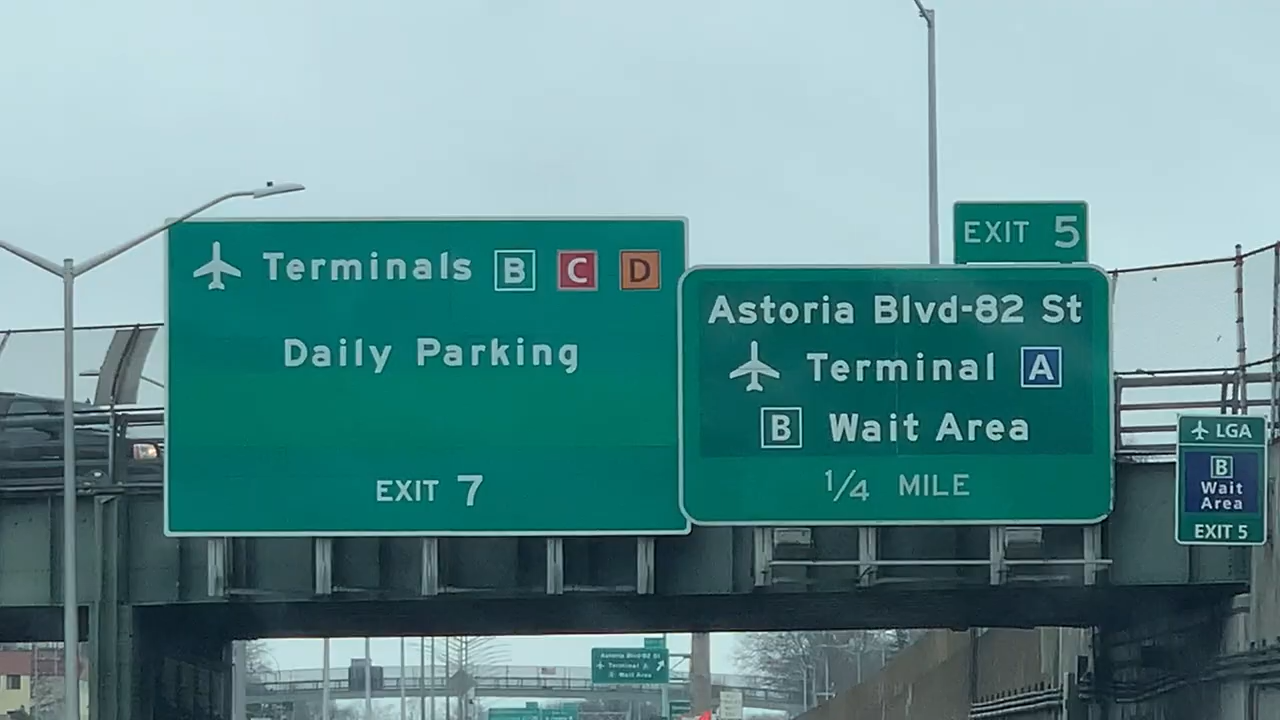 Terminals B C D
Daily Parking
EXIT 7
EXIT 5
Astoria Blvd-82 St
Terminal A
B Wait Area
1/4 MILE
LGA
B
Wait
Area
EXIT 5
Astoria Blvd-82 St
Terminal A
B Wait Area